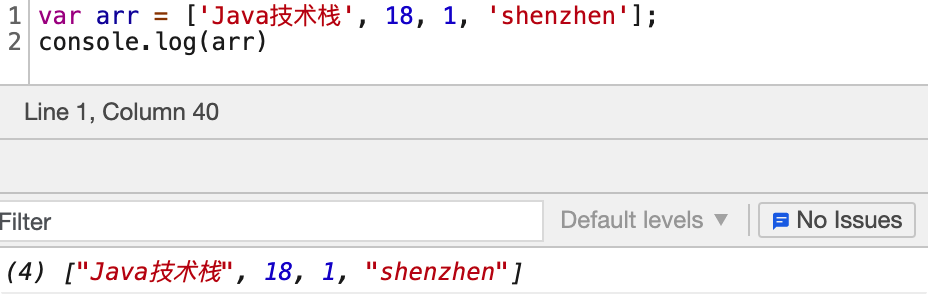 1 var arr = ['Java技术栈', 18, 1, 'shenzhen'];
2 console.log(arr)
Line 1, Column 40
Filter Default levels ▼ No Issues
(4) ["Java技术栈", 18, 1, "shenzhen"]